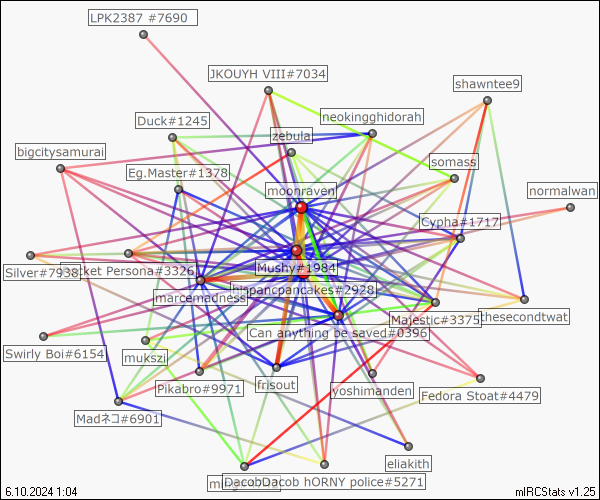 LPK2387 #7690
JKOUYH VIII#7034
shawntee9
neokingghidorah
Duck#1245
zebula
bigcitysamurai
somass
Eg.Master#1378
moonraven
normalwan
Cypha#1717
Mushy#1984
Silver#7938
Persona#3326
hispancpancakes#2928
marcemadness
Majestic#3375
thesecondtwat
Can anything be saved#0396
Swirly Boi#6154
mukszi
Pikabro#9971
frisout
yoshimanden
Fedora Stoat#4479
Madネコ#6901
eliakith
DacobDacob hORNY police#5271
6.10.2024 1:04
mIRCStats v1.25